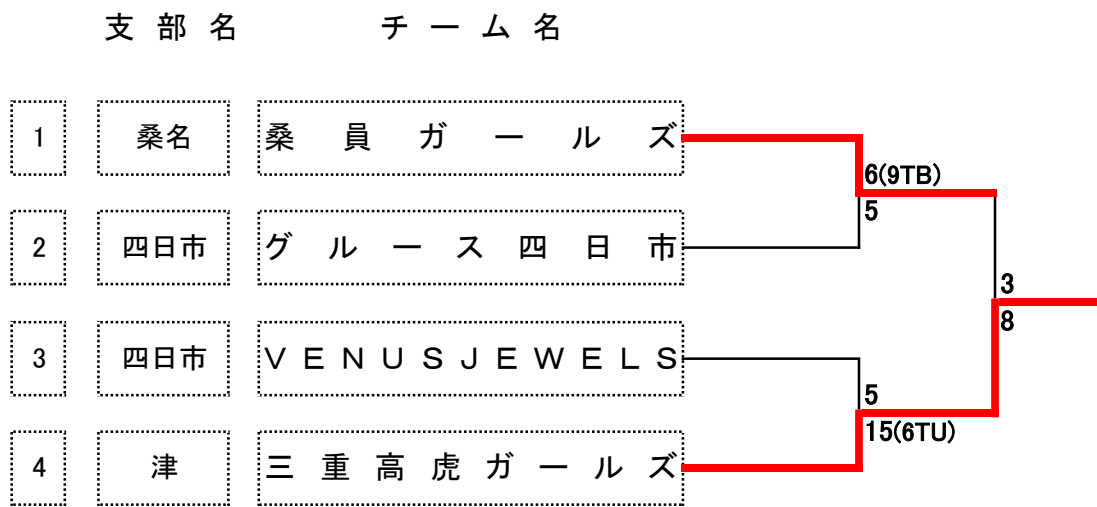 支部名 チーム名
1 桑名 桑員ガールズ
6(9TB)
5
2 四日市 グルース四日市
3
8
3 四日市 ＶＥＮＵＳＪＥＷＥＬＳ
5
15(6TU)
4 津 三重高虎ガールズ